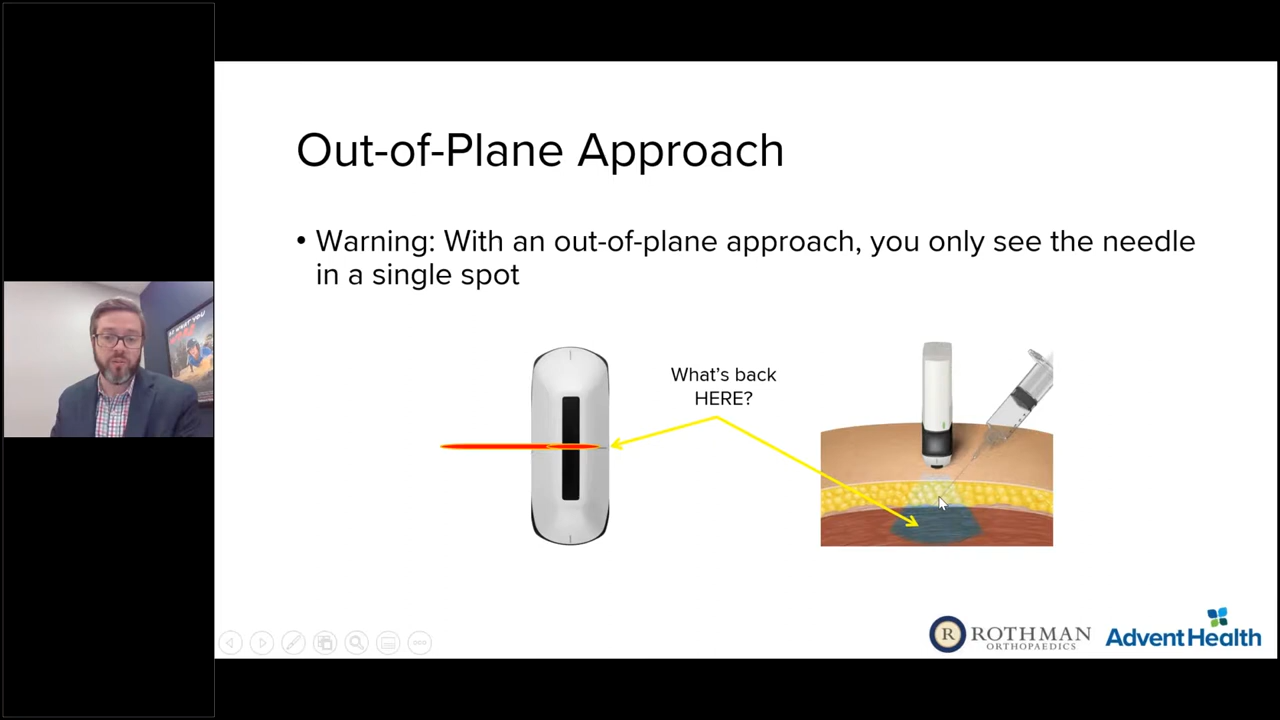 Out-of-Plane Approach
• Warning: With an out-of-plane approach, you only see the needle
in a single spot
What's back
HERE?
R ROTHMAN
ORTHOPAEDICS
AdventHealth